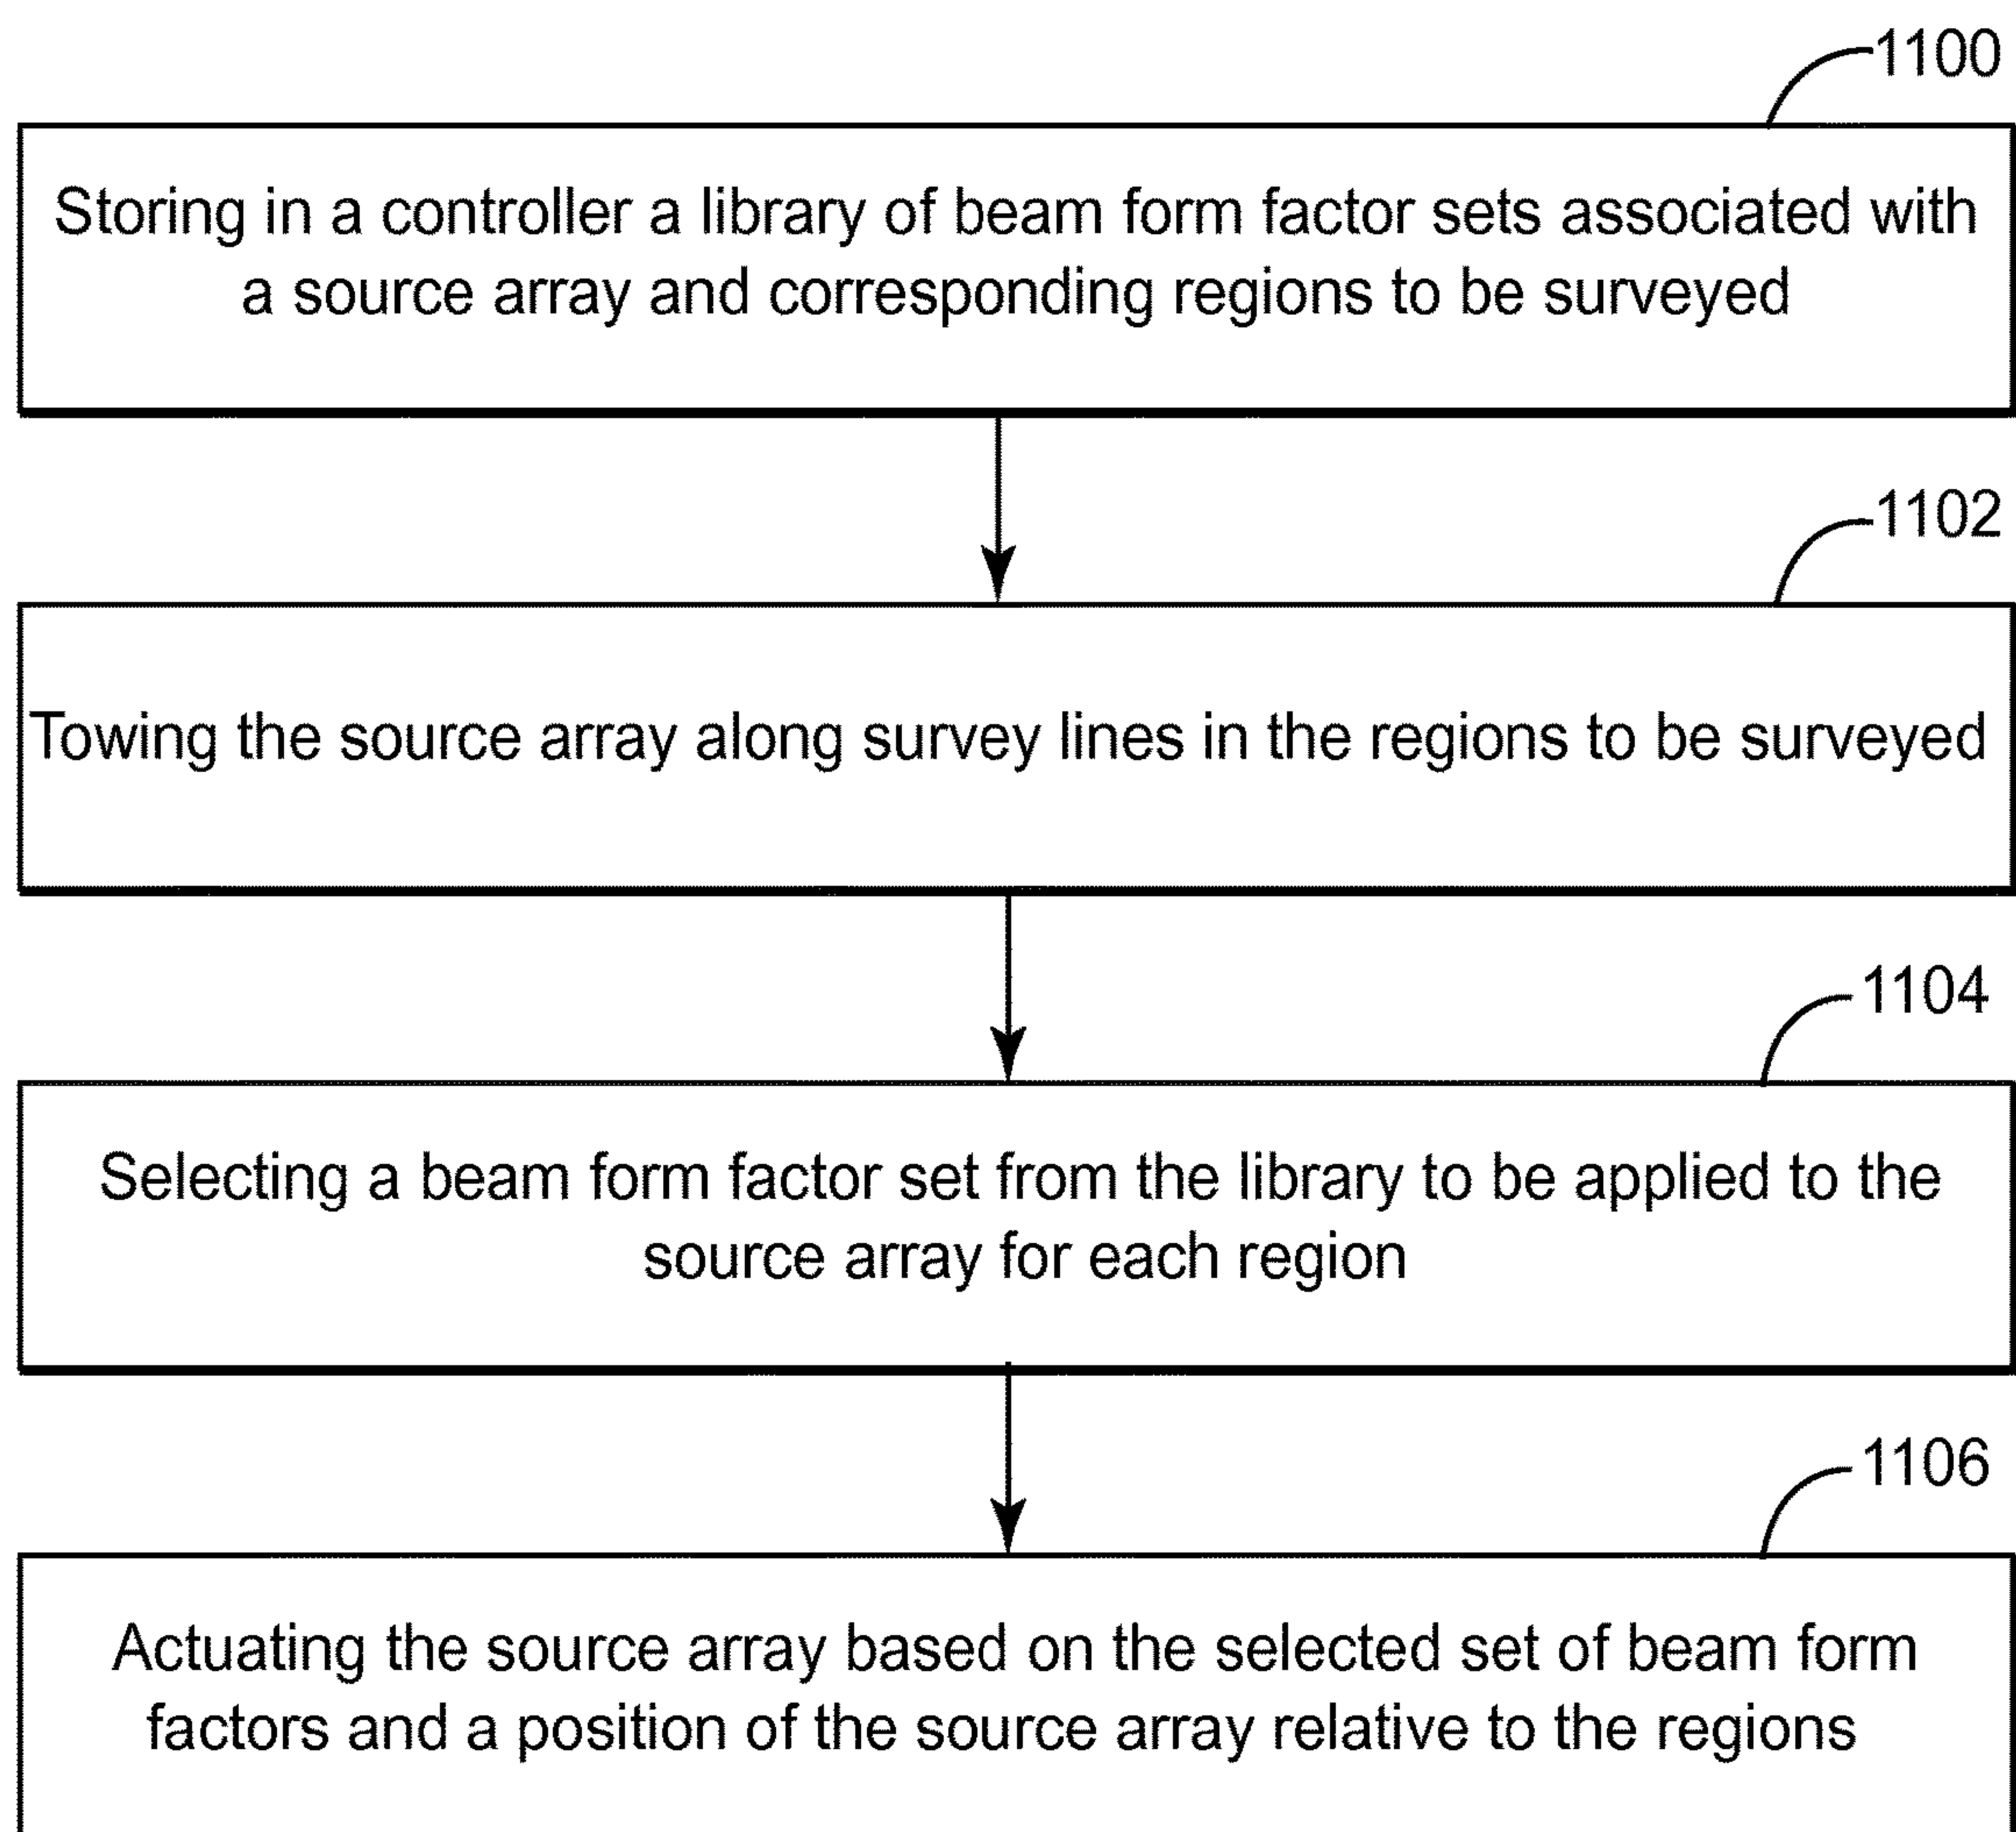 1100
Storing in a controller a library of beam form factor sets associated with
a source array and corresponding regions to be surveyed
1102
Towing the source array along survey lines in the regions to be surveyed
1104
Selecting a beam form factor set from the library to be applied to the
source array for each region
1106
Actuating the source array based on the selected set of beam form
factors and a position of the source array relative to the regions